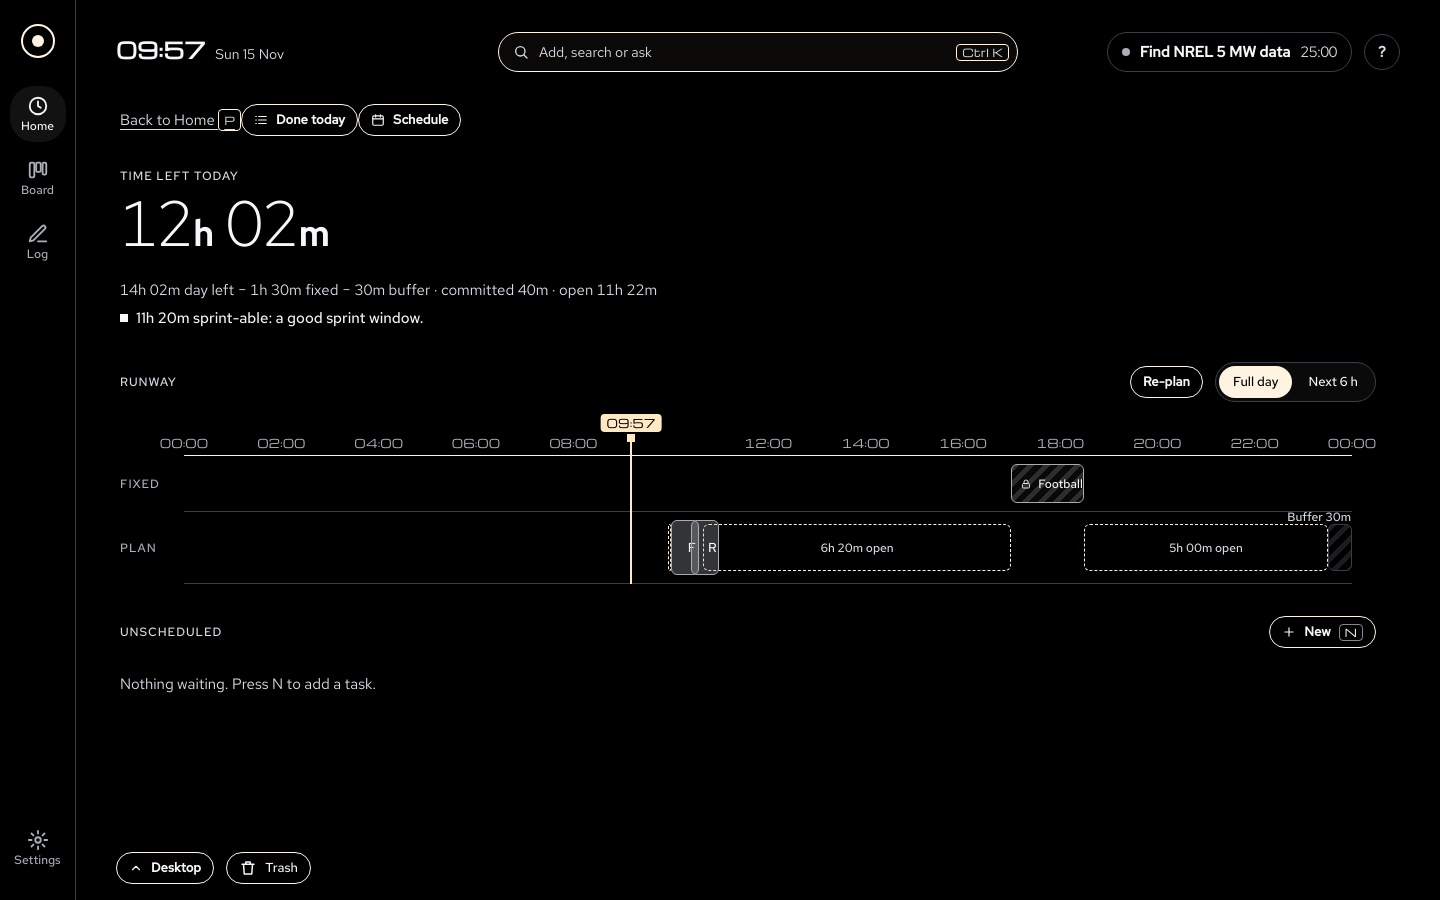 09:57 Sun 15 Nov
Add, search or ask
Ctrl K
Find NREL 5 MW data 25:00
?
Home
Board
Log
Settings
Back to Home P
Done today
Schedule
TIME LEFT TODAY
12h 02m
14h 02m day left – 1h 30m fixed – 30m buffer · committed 40m · open 11h 22m
11h 20m sprint-able: a good sprint window.
RUNWAY
Re-plan
Full day
Next 6 h
09:57
00:00 02:00 04:00 06:00 08:00 12:00 14:00 16:00 18:00 20:00 22:00 00:00
FIXED
Football
PLAN
F
R
6h 20m open
5h 00m open
Buffer 30m
UNSCHEDULED
New N
Nothing waiting. Press N to add a task.
Desktop
Trash